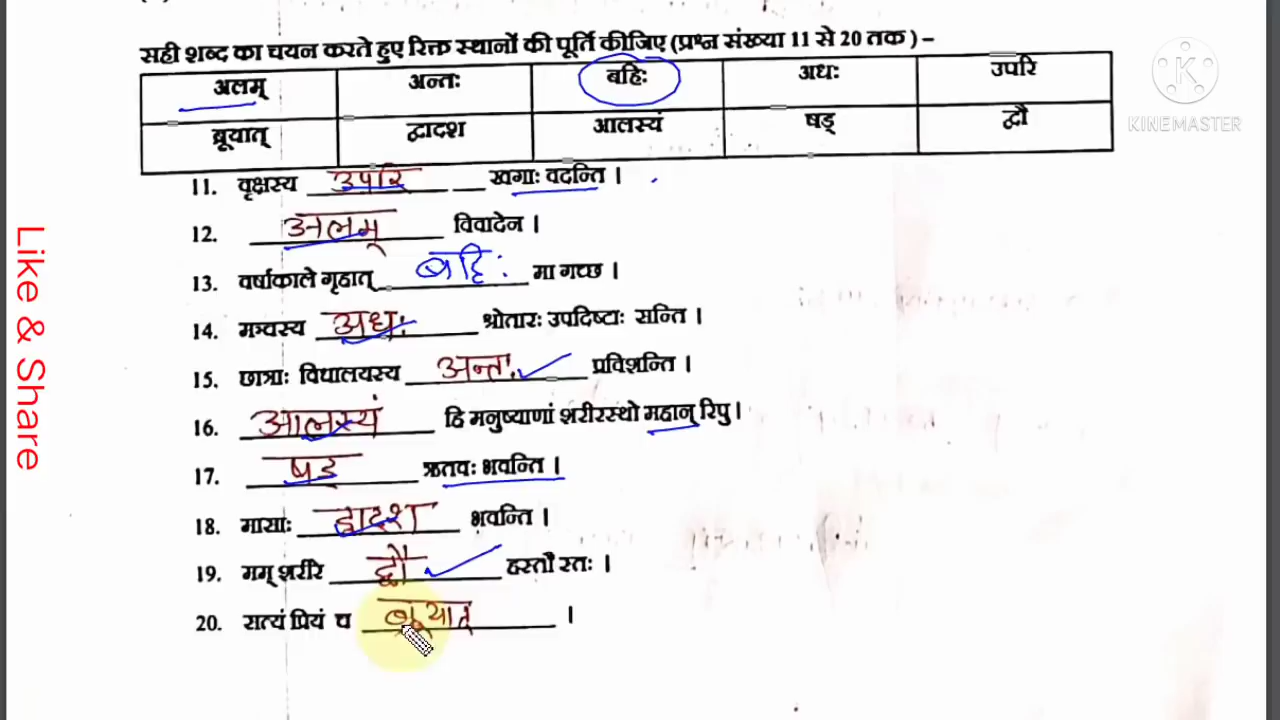 सही शब्द का चयन करते हुए रिक्त स्थानों की पूर्ति कीजिए (प्रश्न संख्या 11 से 20 तक ) –
अलम् अन्तः बहिः अधः उपरि
ब्रूयात् द्वादश आलस्यं षड् द्वौ
11. वृक्षस्य उपरि खगाः वदन्ति ।
12. अलम् विवादेन ।
13. वर्षाकाले गृहात् बहिः मा गच्छ ।
14. मञ्चस्य अधः श्रोतारः उपदिष्टाः सन्ति ।
15. छात्राः विधालयस्य अन्तः प्रविशन्ति ।
16. आलस्यं हि मनुष्याणां शरीरस्थो महान् रिपु ।
17. षड ऋतवः भवन्ति ।
18. मासाः द्वादश भवन्ति ।
19. मम् शरीरे द्वौ हस्तौ स्तः ।
20. सत्यं प्रियं च ब्रूयात् ।
Like & Share
KINEMASTER